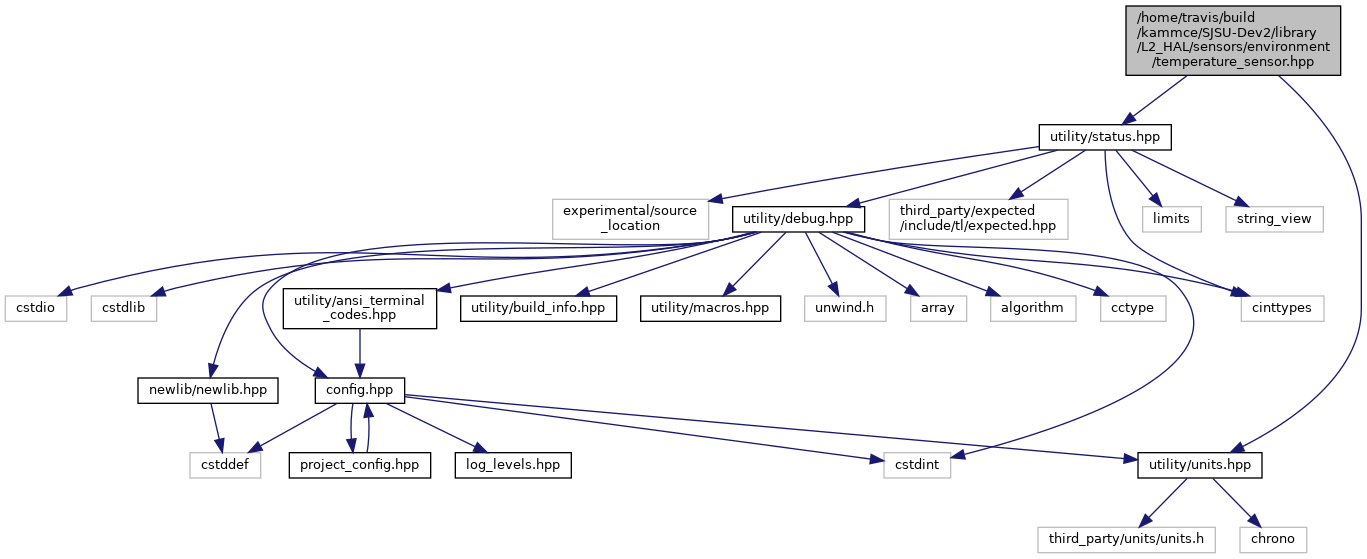 /home/travis/build
/kammce/SJSU-Dev2/library
/L2_HAL/sensors/environment
/temperature_sensor.hpp
utility/status.hpp
experimental/source
_location
utility/debug.hpp
third_party/expected
/include/tl/expected.hpp
limits
string_view
cstdio
cstdlib
utility/ansi_terminal
_codes.hpp
utility/build_info.hpp
utility/macros.hpp
unwind.h
array
algorithm
cctype
cinttypes
newlib/newlib.hpp
config.hpp
cstddef
project_config.hpp
log_levels.hpp
cstdint
utility/units.hpp
third_party/units/units.h
chrono